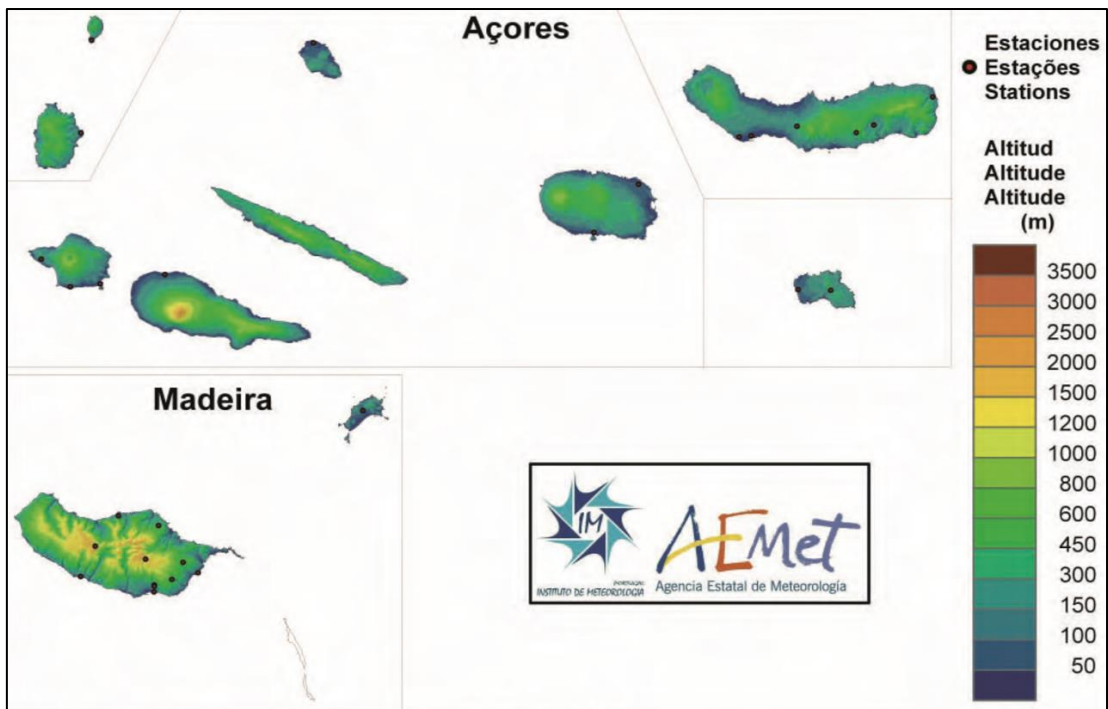 Açores
Estaciones
Estações
Stations
Altitud
Altitude
Altitude
(m)
3500
3000
2500
2000
1500
1200
1000
800
600
450
300
150
100
50
Madeira
IM
PORTUGAL
INSTITUTO DE METEOROLOGIA
AEMet
Agencia Estatal de Meteorología